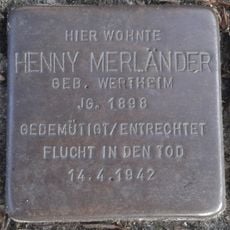 HIER WOHNTE
HENNY MERLÄNDER
GEB. WERTHEIM
JG. 1898
GEDEMÜTIGT/ENTRECHTET
FLUCHT IN DEN TOD
14.4.1942